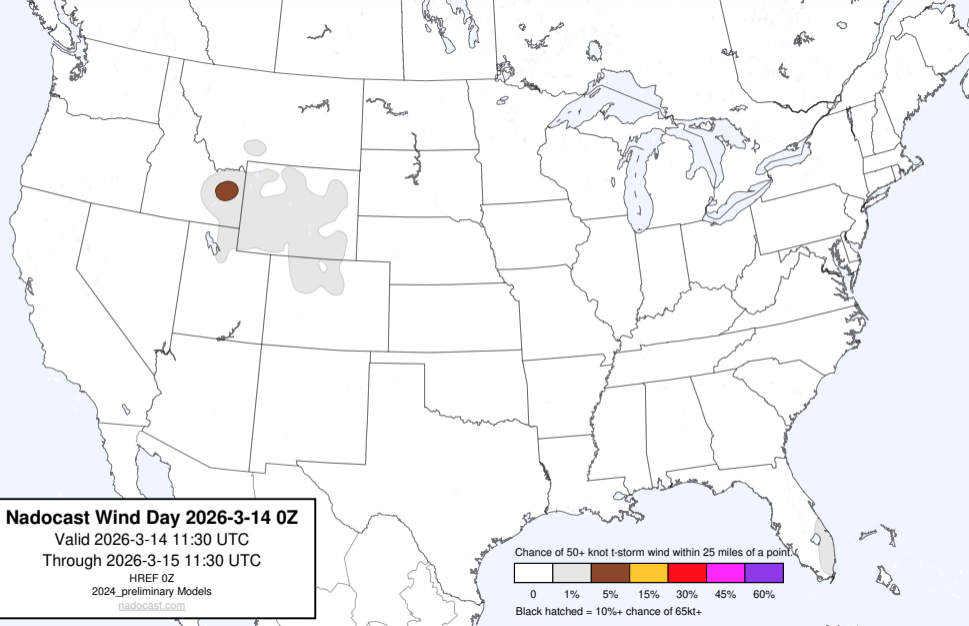 Nadocast Wind Day 2026-3-14 0Z
Valid 2026-3-14 11:30 UTC
Through 2026-3-15 11:30 UTC
HREF 0Z
2024_preliminary Models
nadocast.com
Chance of 50+ knot t-storm wind within 25 miles of a point.
0 1% 5% 15% 30% 45% 60%
Black hatched = 10%+ chance of 65kt+